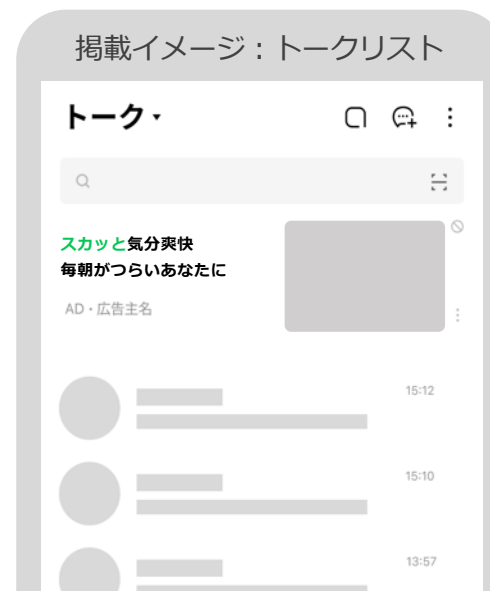 掲載イメージ：トークリスト
トーク
スカッと気分爽快
毎朝がつらいあなたに
AD・広告主名
15:12
15:10
13:57